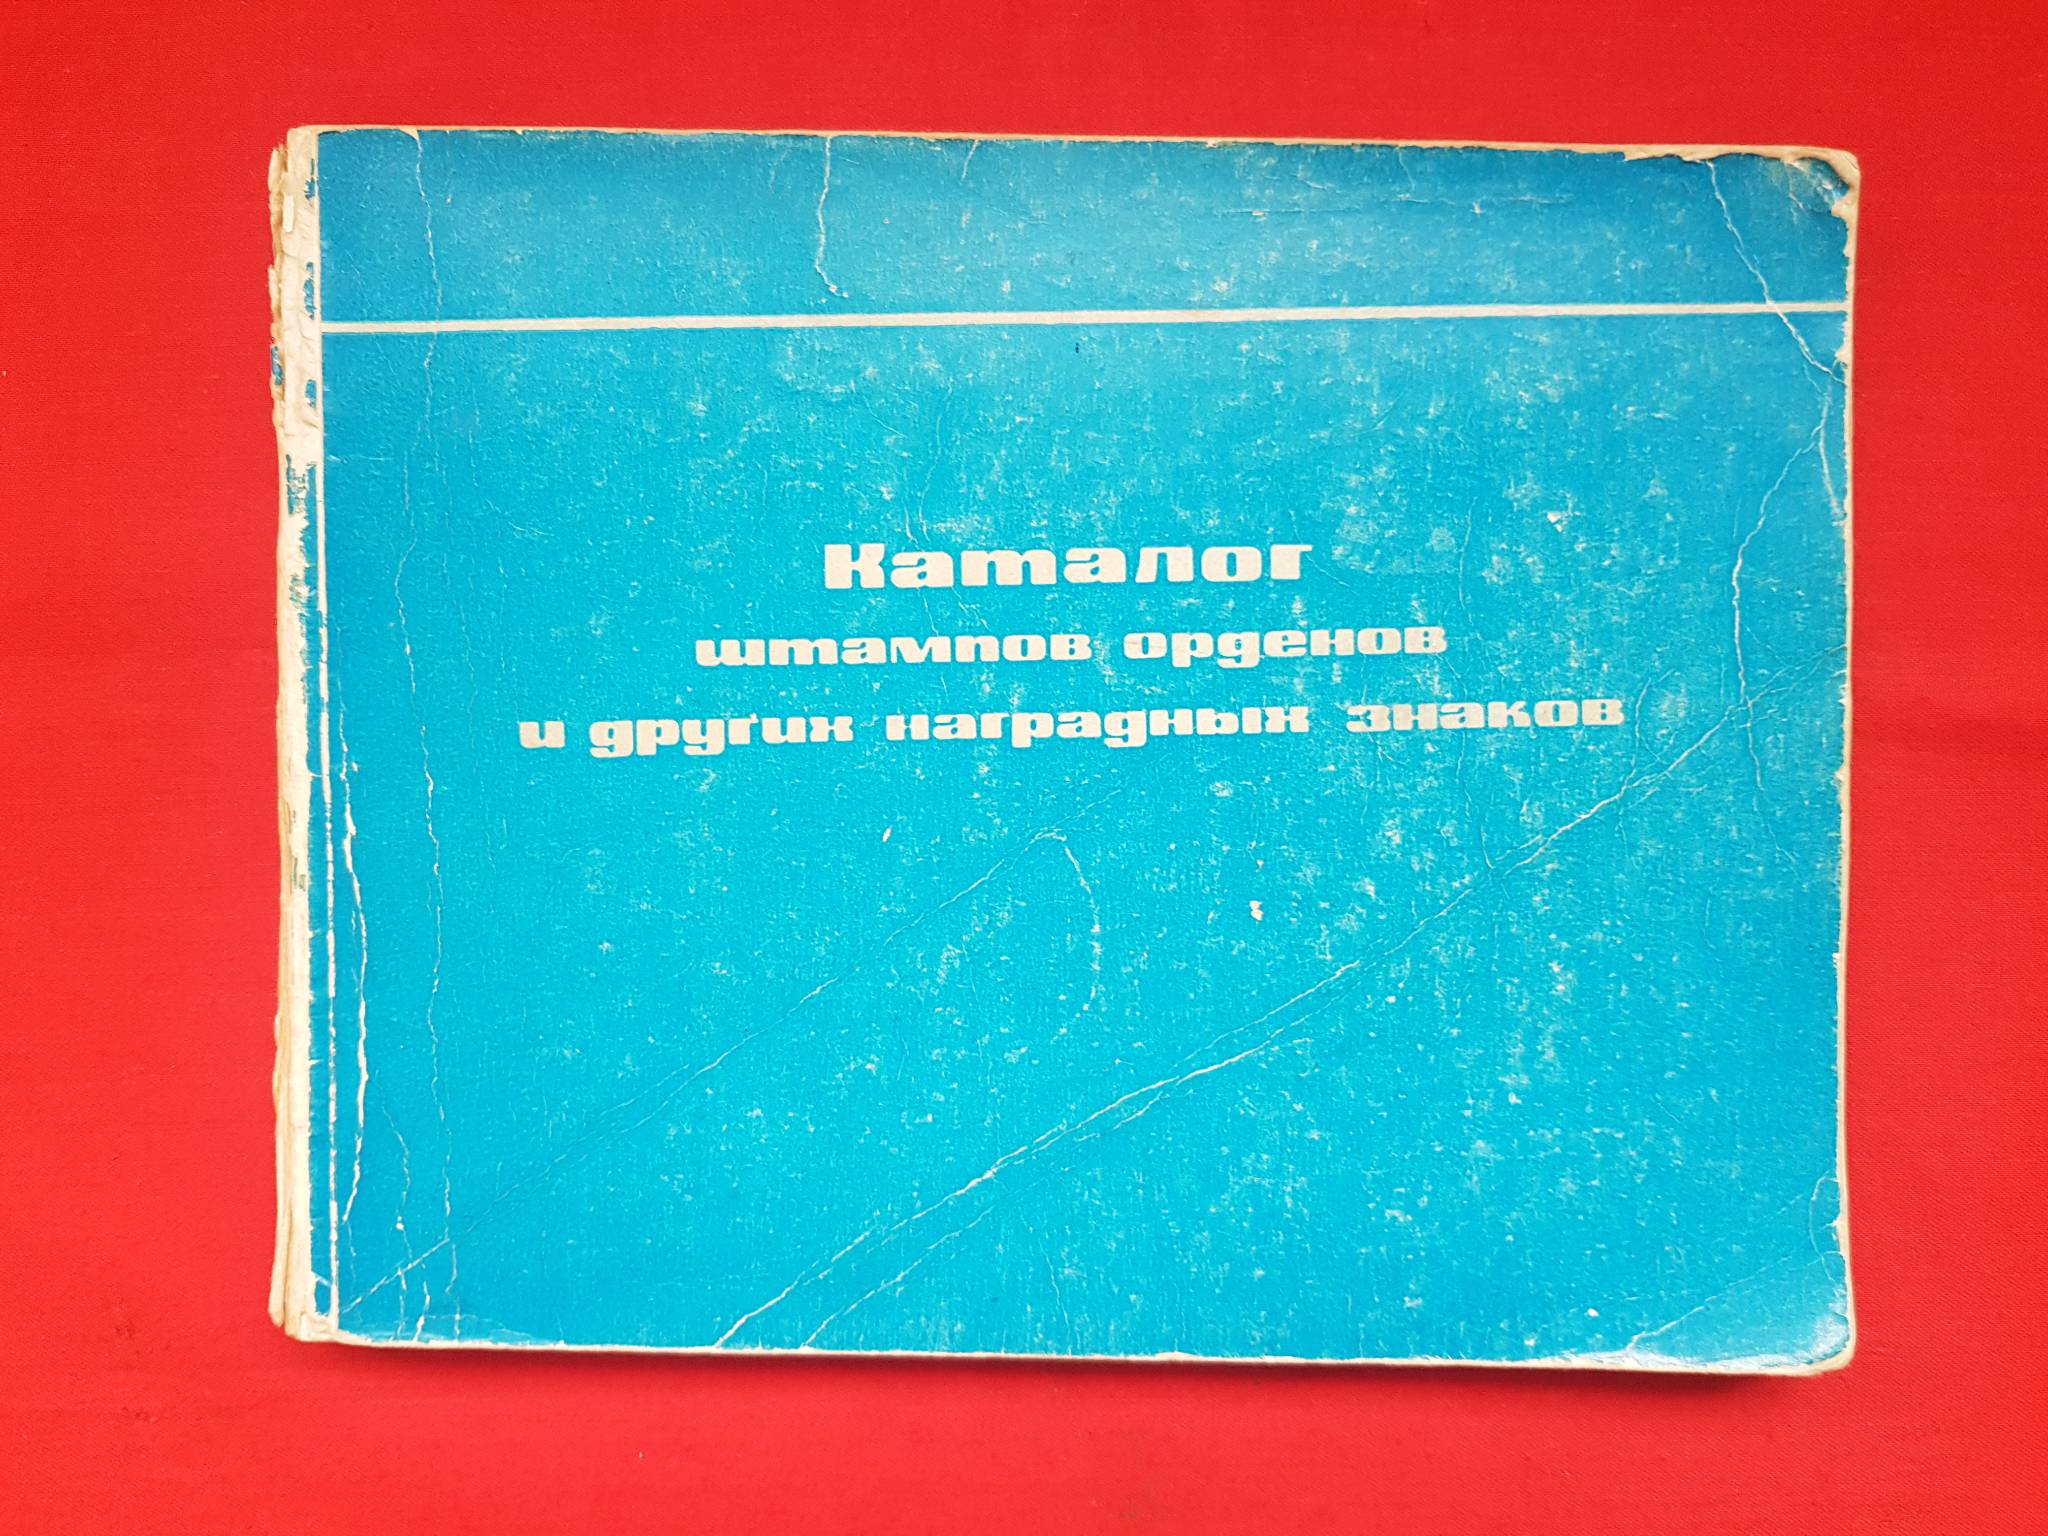 Каталог
штампов орденов
и других наградных знаков